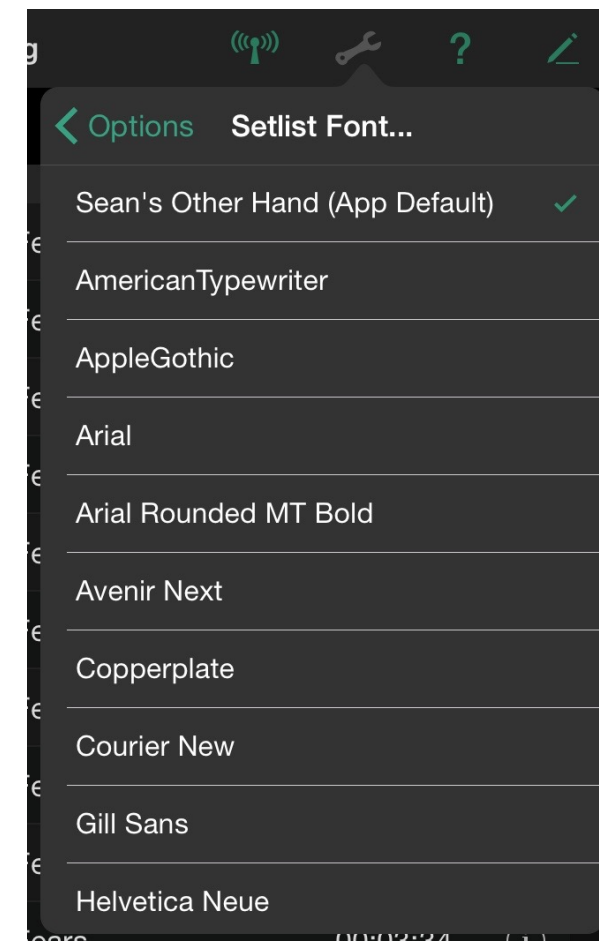 g ?
Options Setlist Font...
Sean's Other Hand (App Default)
AmericanTypewriter
AppleGothic
Arial
Arial Rounded MT Bold
Avenir Next
Copperplate
Courier New
Gill Sans
Helvetica Neue